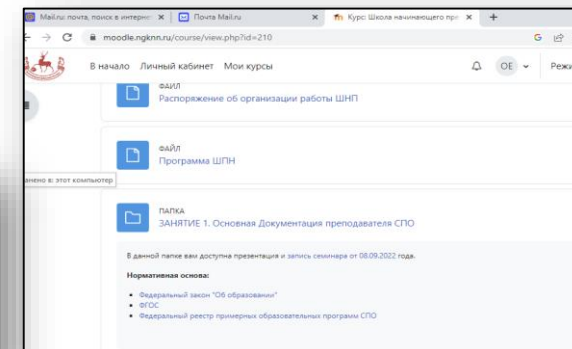 Mail.ru: почта, поиск в интерне
Почта Mail.ru
Курс: Школа начинающего пре
moodle.ngknn.ru/course/view.php?id=210
В начало Личный кабинет Мои курсы
OE
Режи
ФАЙЛ
Распоряжение об организации работы ШНП
ФАЙЛ
Программа ШПН
анено в: этот компьютер
ПАПКА
ЗАНЯТИЕ 1. Основная Документация преподавателя СПО
В данной папке вам доступна презентация и запись семинара от 08.09.2022 года.
Нормативная основа:
Федеральный закон "Об образовании"
ФГОС
Федеральный реестр примерных образовательных программ СПО